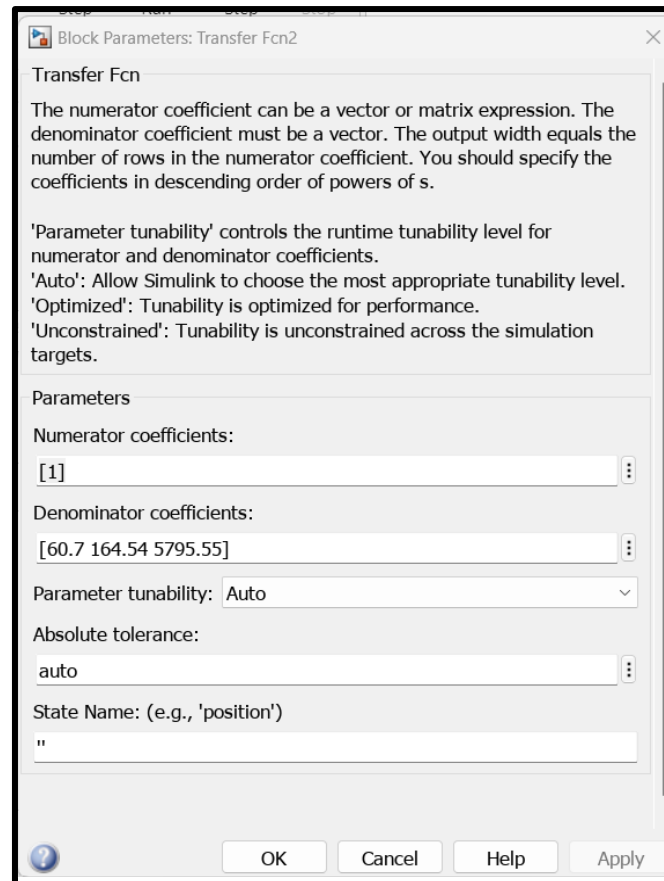 Block Parameters: Transfer Fcn2
Transfer Fcn
The numerator coefficient can be a vector or matrix expression. The
denominator coefficient must be a vector. The output width equals the
number of rows in the numerator coefficient. You should specify the
coefficients in descending order of powers of s.
'Parameter tunability' controls the runtime tunability level for
numerator and denominator coefficients.
'Auto': Allow Simulink to choose the most appropriate tunability level.
'Optimized': Tunability is optimized for performance.
'Unconstrained': Tunability is unconstrained across the simulation
targets.
Parameters
Numerator coefficients:
[1]
Denominator coefficients:
[60.7 164.54 5795.55]
Parameter tunability: Auto
Absolute tolerance:
auto
State Name: (e.g., 'position')
''
OK Cancel Help Apply